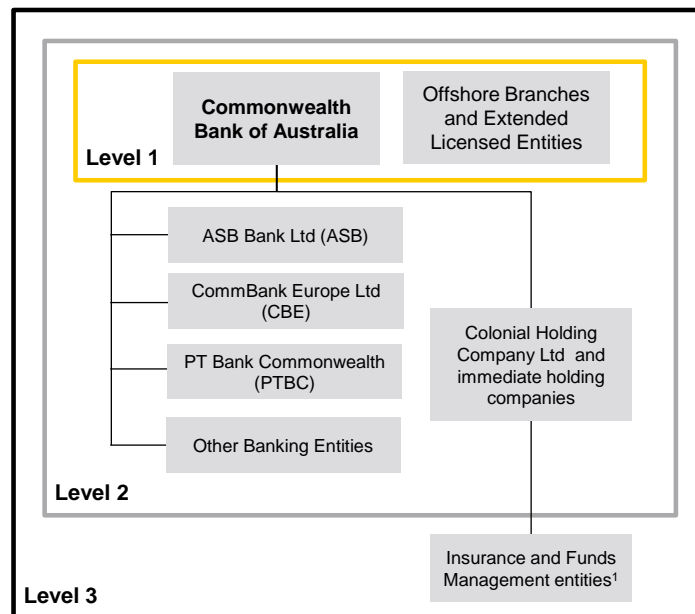 Commonwealth
Bank of Australia
Offshore Branches
and Extended
Licensed Entities
Level 1
ASB Bank Ltd (ASB)
CommBank Europe Ltd
(CBE)
PT Bank Commonwealth
(PTBC)
Other Banking Entities
Colonial Holding
Company Ltd and
immediate holding
companies
Level 2
Insurance and Funds
Management entities¹
Level 3